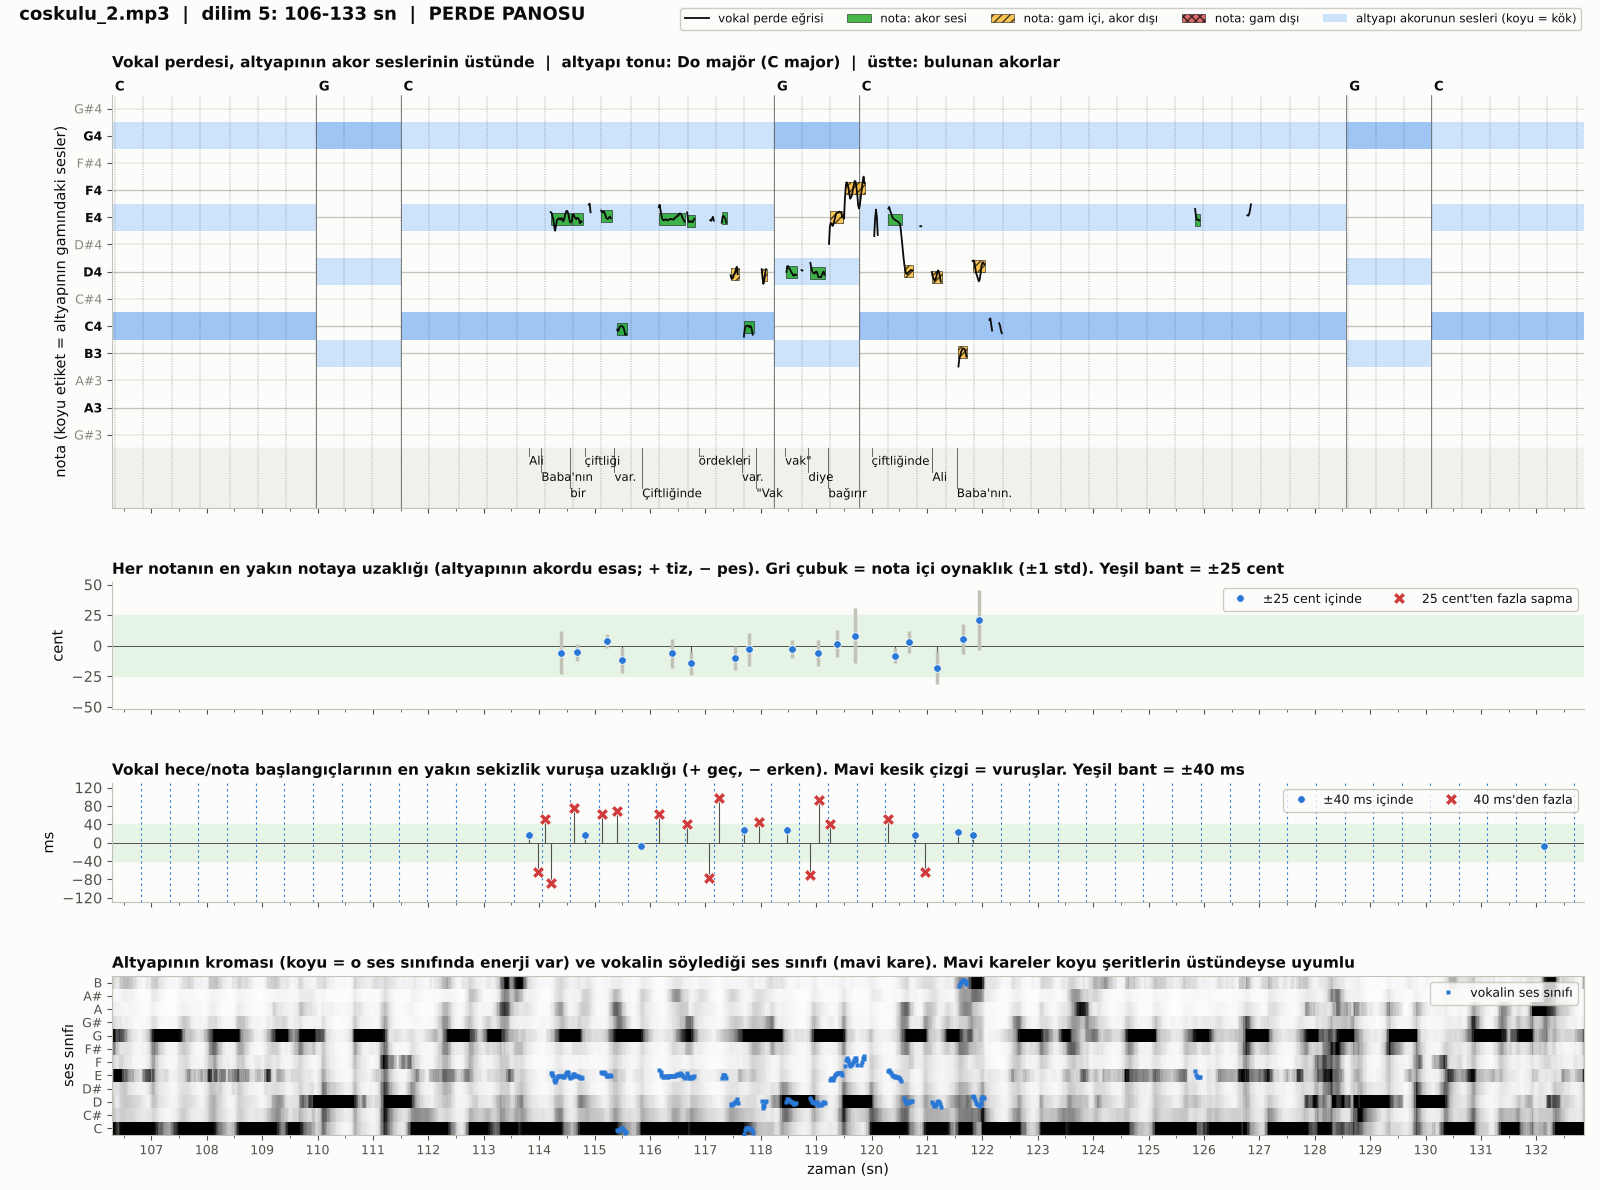 coskulu_2.mp3 | dilim 5: 106-133 sn | PERDE PANOSU
vokal perde eğrisi
nota: akor sesi
nota: gam içi, akor dışı
nota: gam dışı
altyapı akorunun sesleri (koyu = kök)
Vokal perdesi, altyapının akor seslerinin üstünde | altyapı tonu: Do majör (C major) | üstte: bulunan akorlar
C G C G C G C
nota (koyu etiket = altyapının gamındaki sesler)
G#4
G4
F#4
F4
E4
D#4
D4
C#4
C4
B3
A#3
A3
G#3
Ali çiftliği ördekleri vak" çiftliğinde
Baba'nın var. var. diye Ali
bir Çiftliğinde "Vak bağırır Baba'nın.
Her notanın en yakın notaya uzaklığı (altyapının akordu esas; + tiz, − pes). Gri çubuk = nota içi oynaklık (±1 std). Yeşil bant = ±25 cent
cent
50
25
0
−25
−50
±25 cent içinde
25 cent'ten fazla sapma
Vokal hece/nota başlangıçlarının en yakın sekizlik vuruşa uzaklığı (+ geç, − erken). Mavi kesik çizgi = vuruşlar. Yeşil bant = ±40 ms
ms
120
80
40
0
−40
−80
−120
±40 ms içinde
40 ms'den fazla
Altyapının kroması (koyu = o ses sınıfında enerji var) ve vokalin söylediği ses sınıfı (mavi kare). Mavi kareler koyu şeritlerin üstündeyse uyumlu
ses sınıfı
B
A#
A
G#
G
F#
F
E
D#
D
C#
C
vokalin ses sınıfı
107 108 109 110 111 112 113 114 115 116 117 118 119 120 121 122 123 124 125 126 127 128 129 130 131 132
zaman (sn)